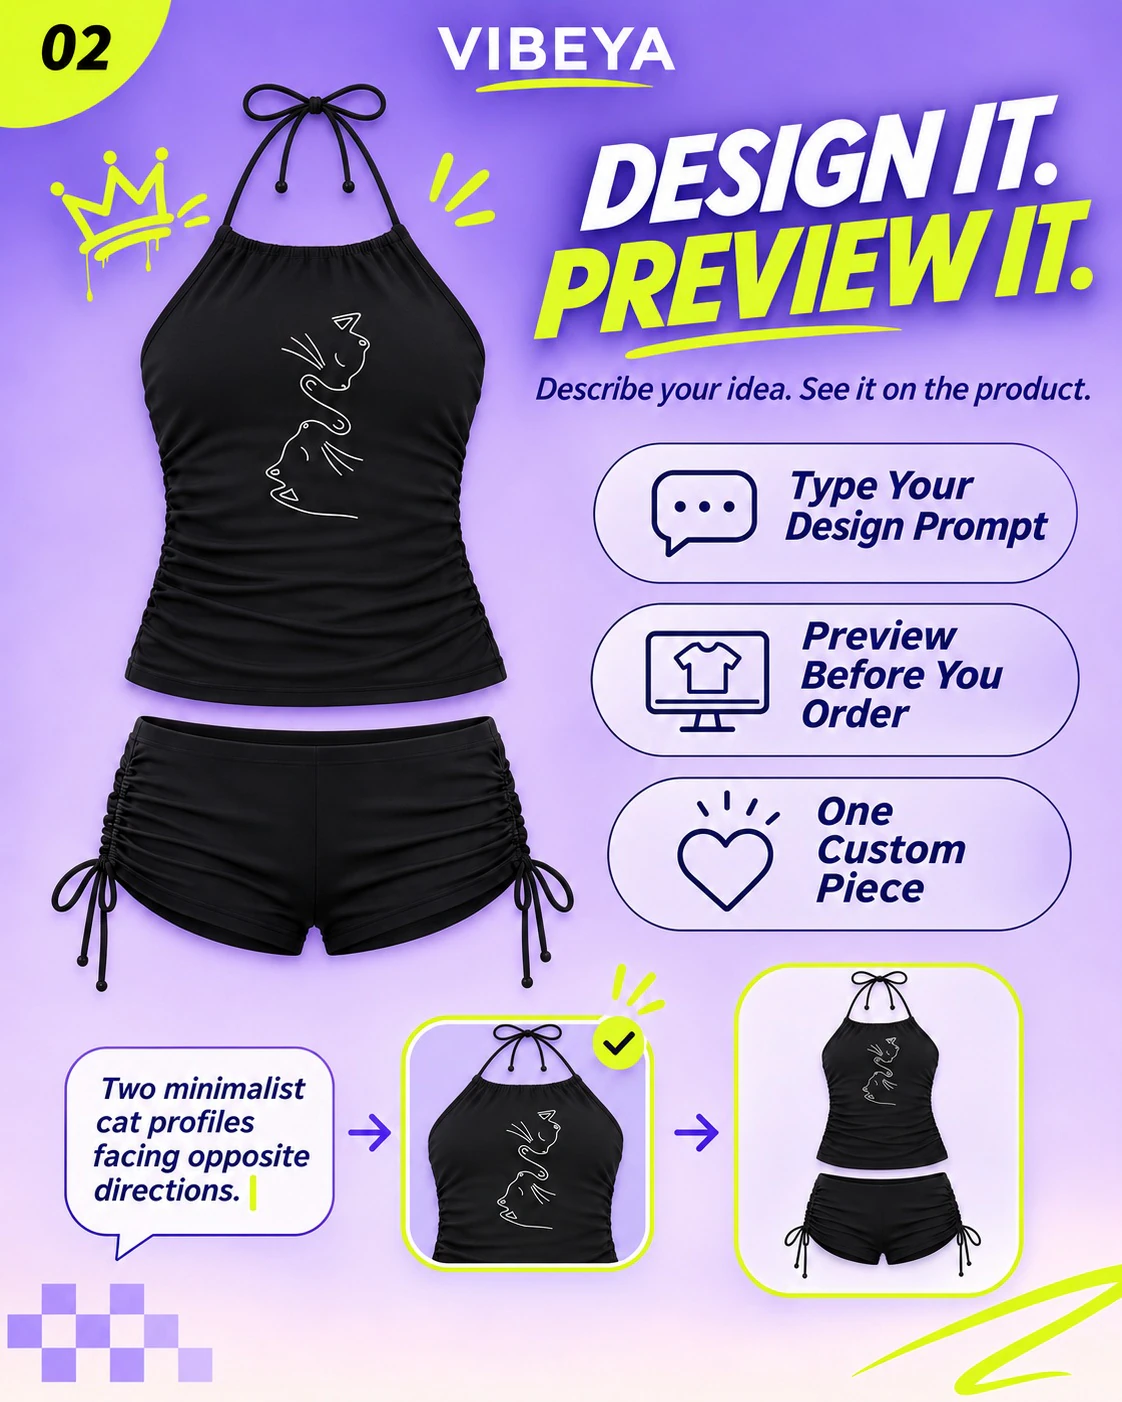 02
VIBEYA
DESIGN IT.
PREVIEW IT.
Describe your idea. See it on the product.
Type Your
Design Prompt
Preview
Before You
Order
One
Custom
Piece
Two minimalist
cat profiles
facing opposite
directions.